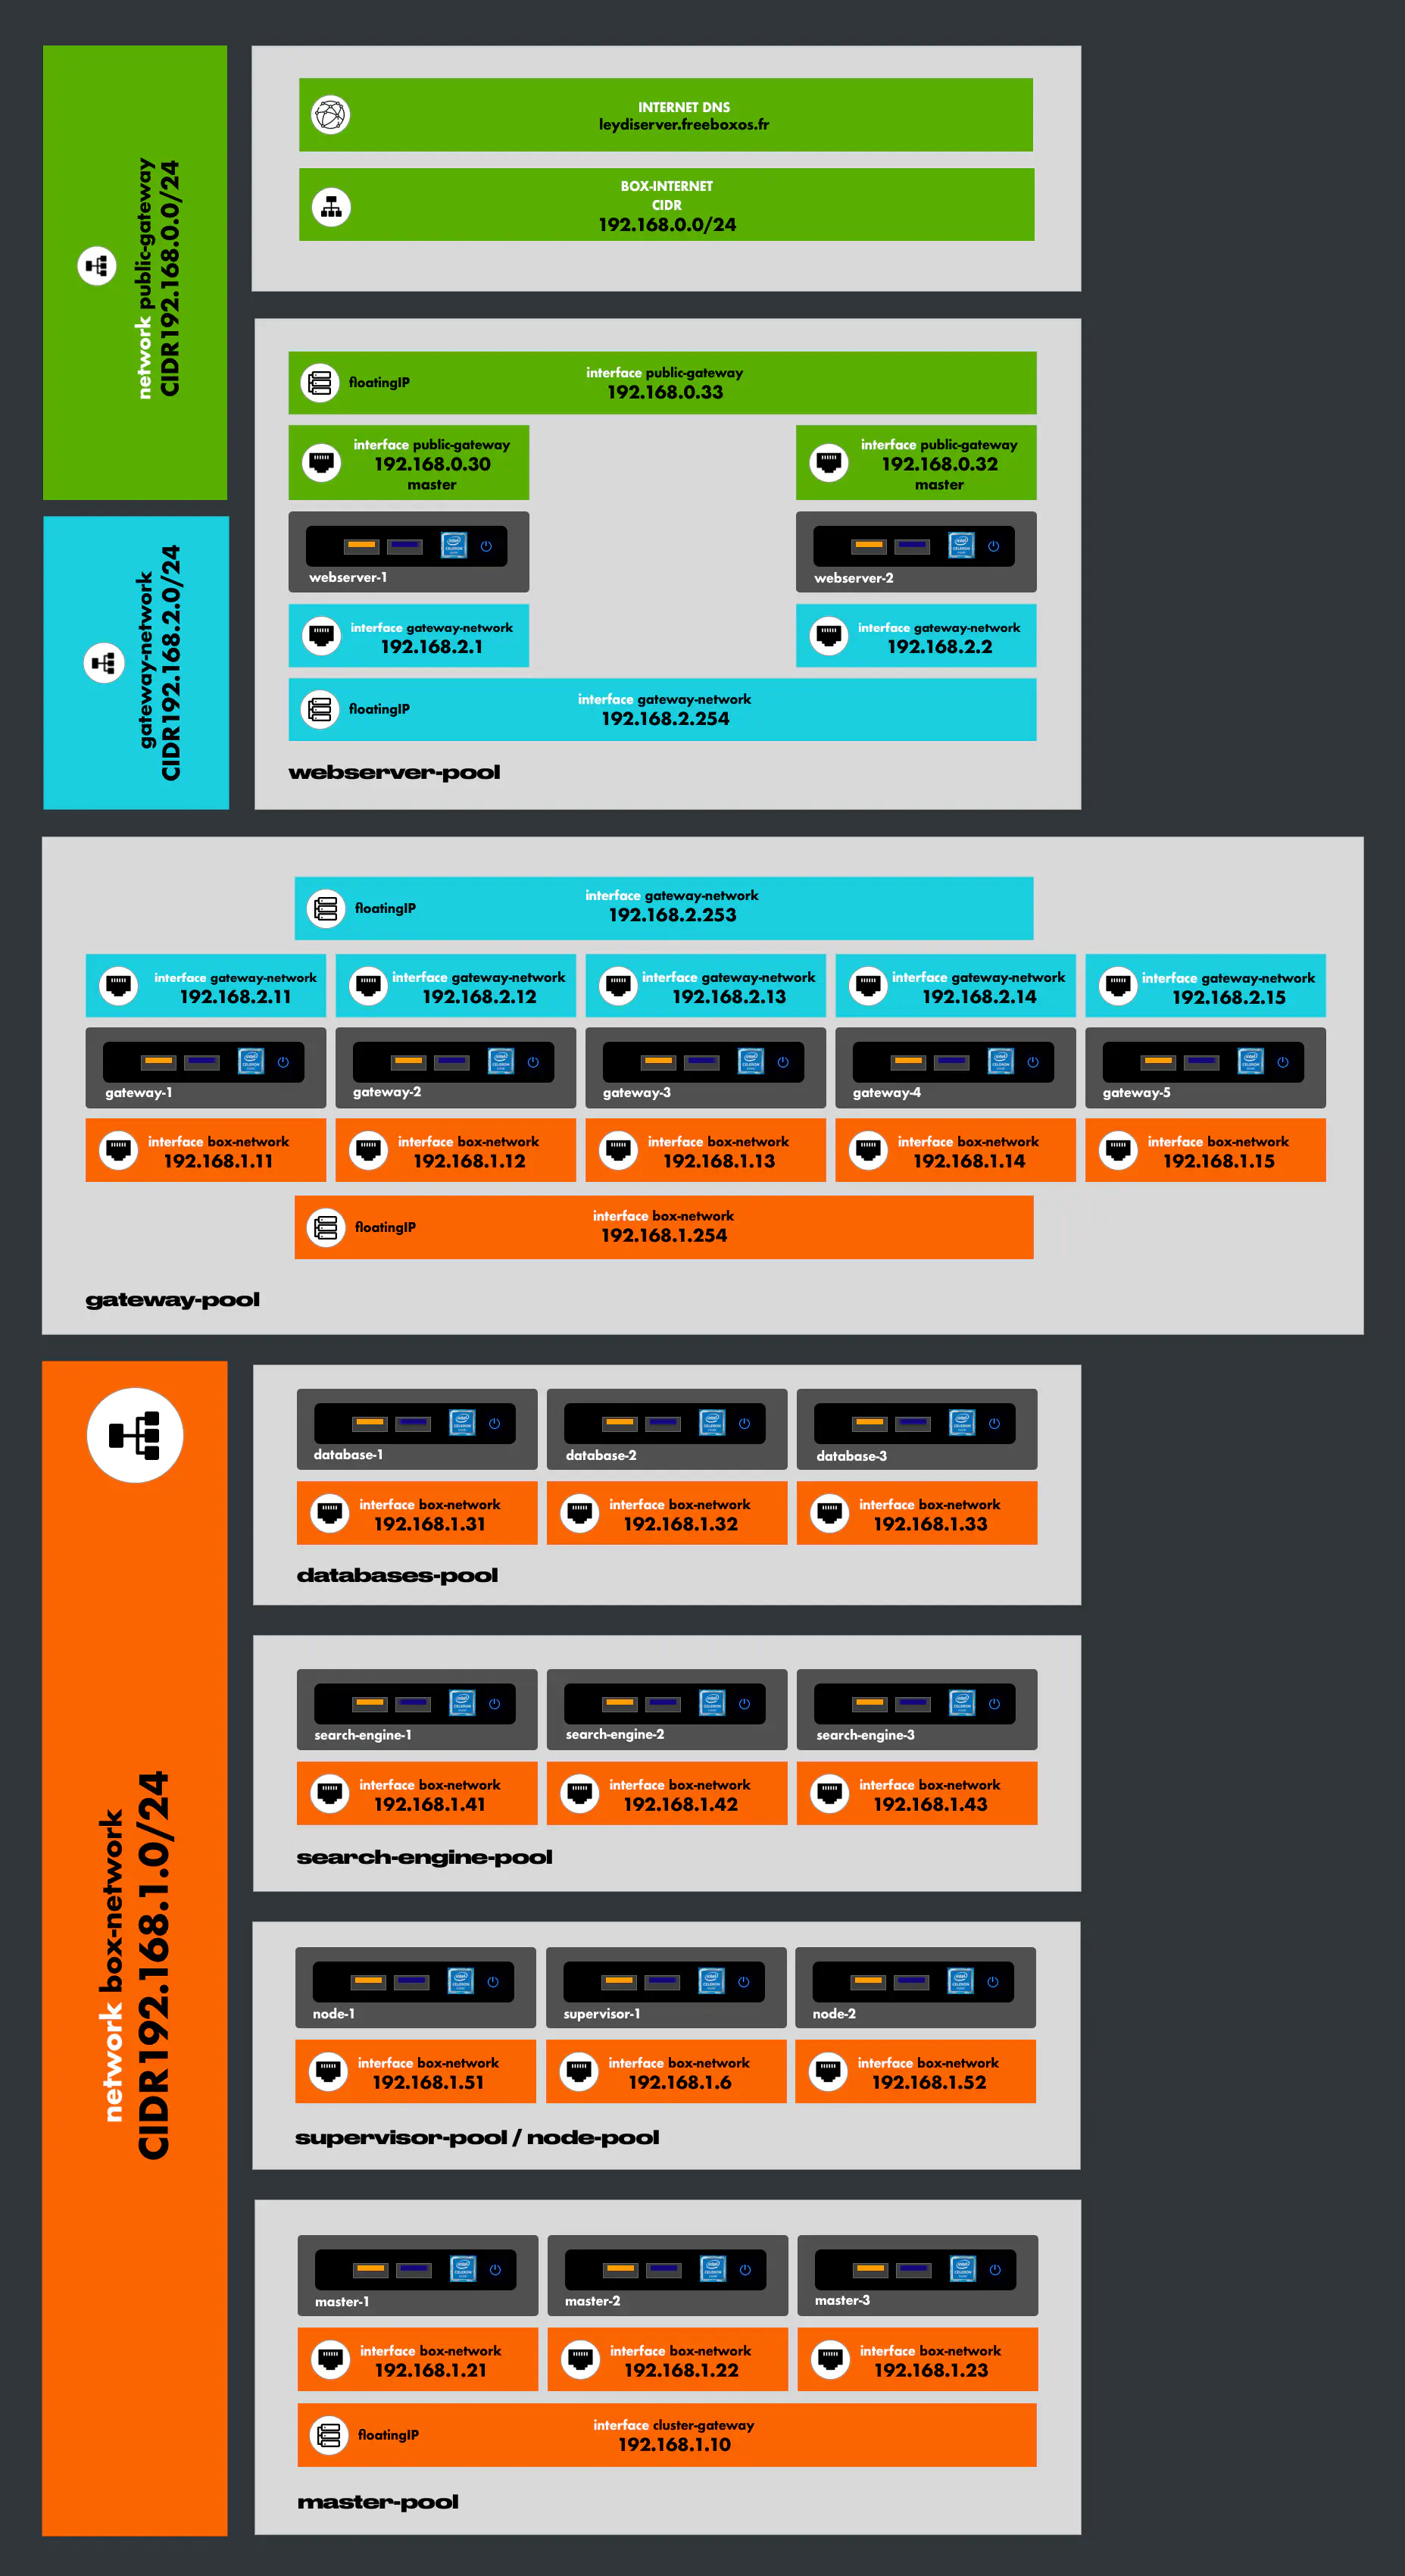 network public-gateway
CIDR192.168.0.0/24
INTERNET DNS
leydiserver.freeboxos.fr
BOX-INTERNET
CIDR
192.168.0.0/24
gateway-network
CIDR192.168.2.0/24
floatingIP
interface public-gateway
192.168.0.33
interface public-gateway
192.168.0.30
master
interface public-gateway
192.168.0.32
master
webserver-1
webserver-2
interface gateway-network
192.168.2.1
interface gateway-network
192.168.2.2
floatingIP
interface gateway-network
192.168.2.254
webserver-pool
floatingIP
interface gateway-network
192.168.2.253
interface gateway-network
192.168.2.11
interface gateway-network
192.168.2.12
interface gateway-network
192.168.2.13
interface gateway-network
192.168.2.14
interface gateway-network
192.168.2.15
gateway-1
gateway-2
gateway-3
gateway-4
gateway-5
interface box-network
192.168.1.11
interface box-network
192.168.1.12
interface box-network
192.168.1.13
interface box-network
192.168.1.14
interface box-network
192.168.1.15
floatingIP
interface box-network
192.168.1.254
gateway-pool
network box-network
CIDR192.168.1.0/24
database-1
database-2
database-3
interface box-network
192.168.1.31
interface box-network
192.168.1.32
interface box-network
192.168.1.33
databases-pool
search-engine-1
search-engine-2
search-engine-3
interface box-network
192.168.1.41
interface box-network
192.168.1.42
interface box-network
192.168.1.43
search-engine-pool
node-1
supervisor-1
node-2
interface box-network
192.168.1.51
interface box-network
192.168.1.6
interface box-network
192.168.1.52
supervisor-pool / node-pool
master-1
master-2
master-3
interface box-network
192.168.1.21
interface box-network
192.168.1.22
interface box-network
192.168.1.23
floatingIP
interface cluster-gateway
192.168.1.10
master-pool